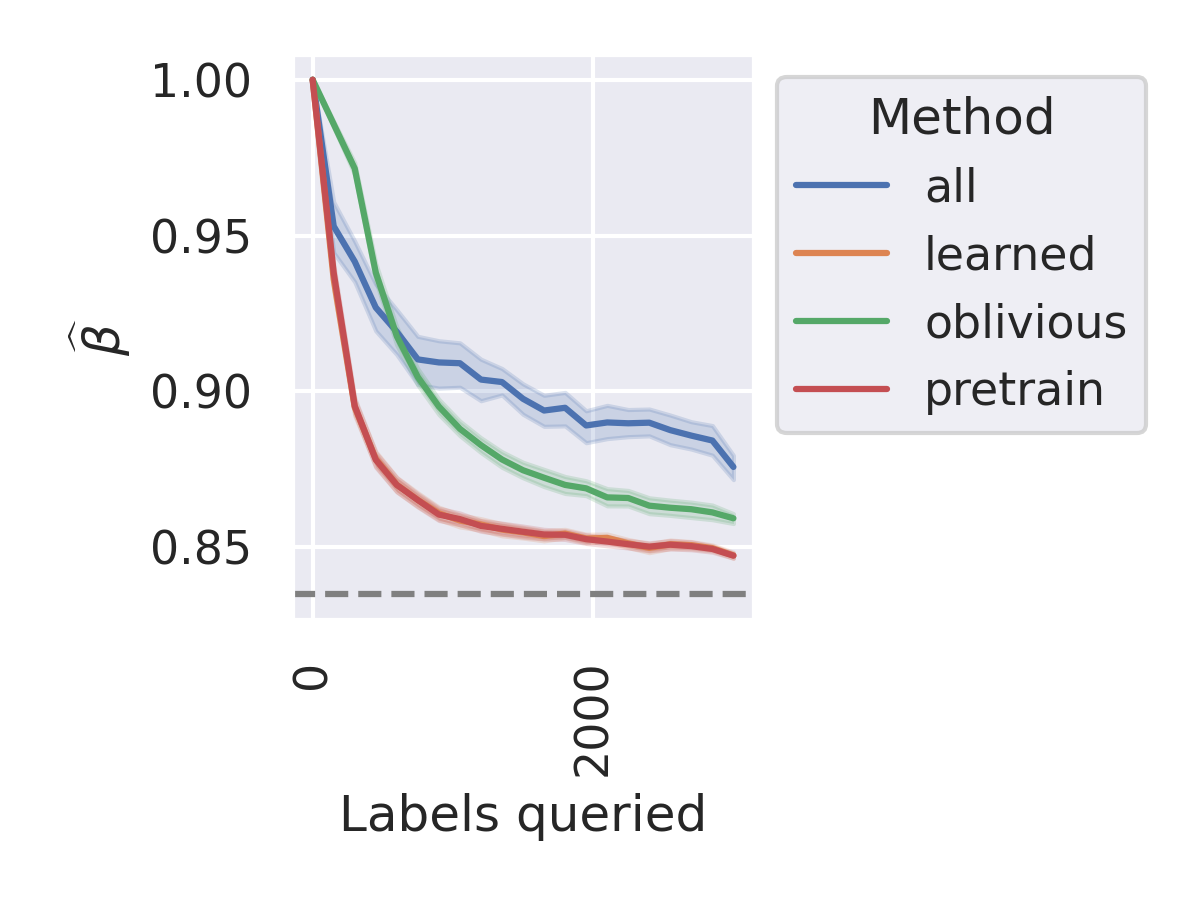 1.00
0.95
0.90
0.85
β̂
0
2000
Labels queried
Method
all
learned
oblivious
pretrain